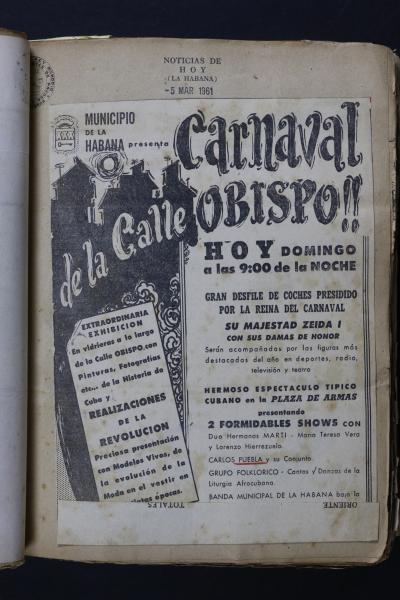 NOTICIAS DE
HOY
(LA HABANA)
-5 MAR 1961
MUNICIPIO
DE LA
HABANA presenta
Carnaval
de la Calle OBISPO!!
HOY DOMINGO
a las 9:00 de la NOCHE
GRAN DESFILE DE COCHES PRESIDIDO
POR LA REINA DEL CARNAVAL
SU MAJESTAD ZEIDA I
CON SUS DAMAS DE HONOR
Serán acompañadas por las figuras más
destacadas del año en deportes, radio,
televisión y teatro
HERMOSO ESPECTACULO TIPICO
CUBANO en la PLAZA DE ARMAS
presentando
2 FORMIDABLES SHOWS CON
Duo Hermanos MARTI - Maria Teresa Vera
y Lorenzo Hierrezuelo.
CARLOS PUEBLA y su Conjunto.
GRUPO FOLKLORICO - Cantos y Danzas de la
Liturgia Afrocubana.
BANDA MUNICIPAL DE LA HABANA bajo la
EXTRAORDINARIA
EXHIBICION
En vidrieras a lo largo
de la Calle OBISPO, con
Pinturas, Fotografías
etc... de la Historia de
Cuba y
REALIZACIONES
DE LA
REVOLUCION
Preciosa presentación
con Modelos Vivos, de
la evolución de la
Moda en el vestir en
épocas.
TOTALES
ORIENTE